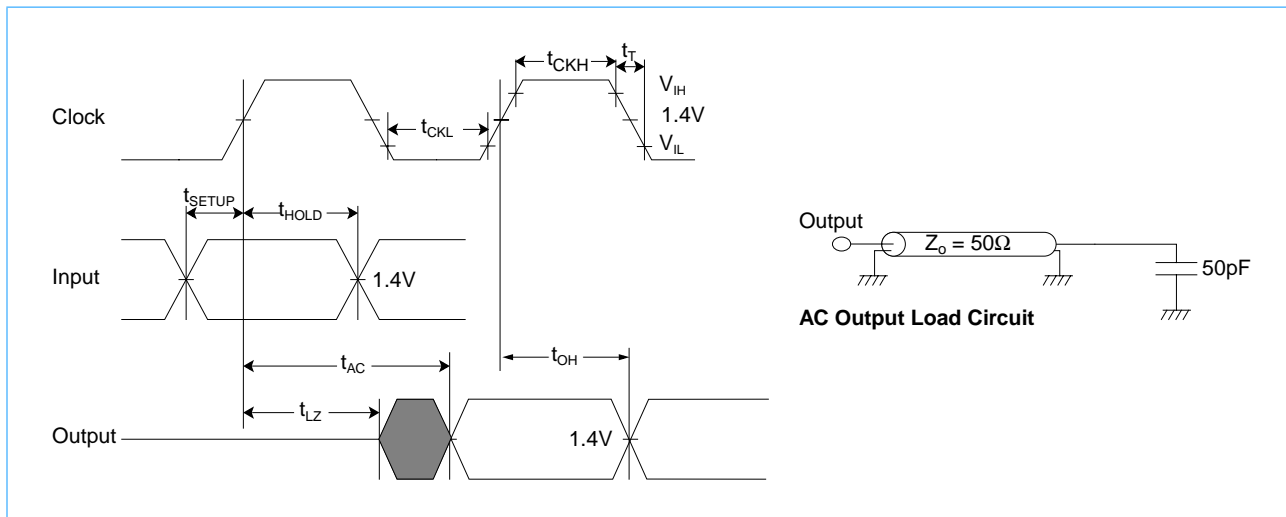 tCKH
tT
VIH
Clock
1.4V
tCKL
VIL
tSETUP
tHOLD
Output
Zo = 50Ω
Input
1.4V
50pF
AC Output Load Circuit
tAC
tOH
tLZ
Output
1.4V